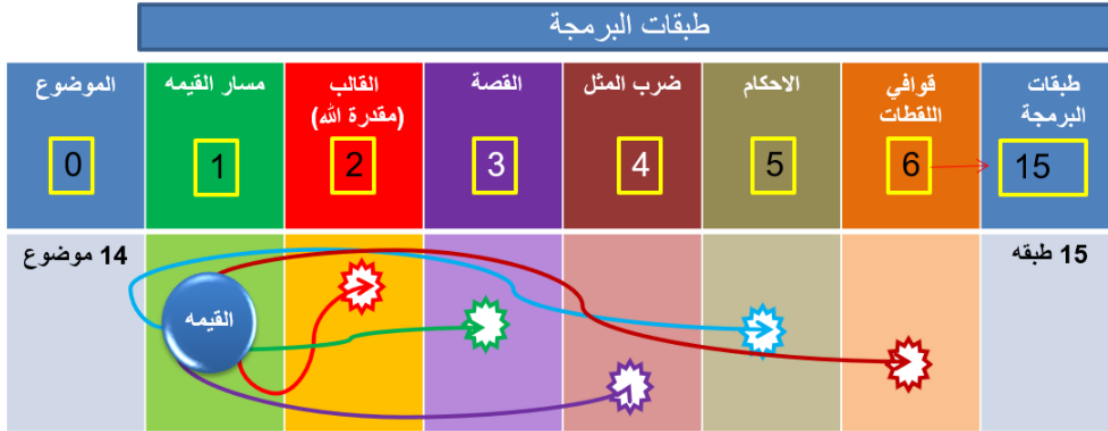 طبقات البرمجة
طبقات
البرمجة
15
قوافي
اللقطات
6
الاحكام
5
ضرب المثل
4
القصة
3
القالب
(مقدرة الله)
2
مسار القيمه
1
الموضوع
0
15 طبقه
القيمه
14 موضوع